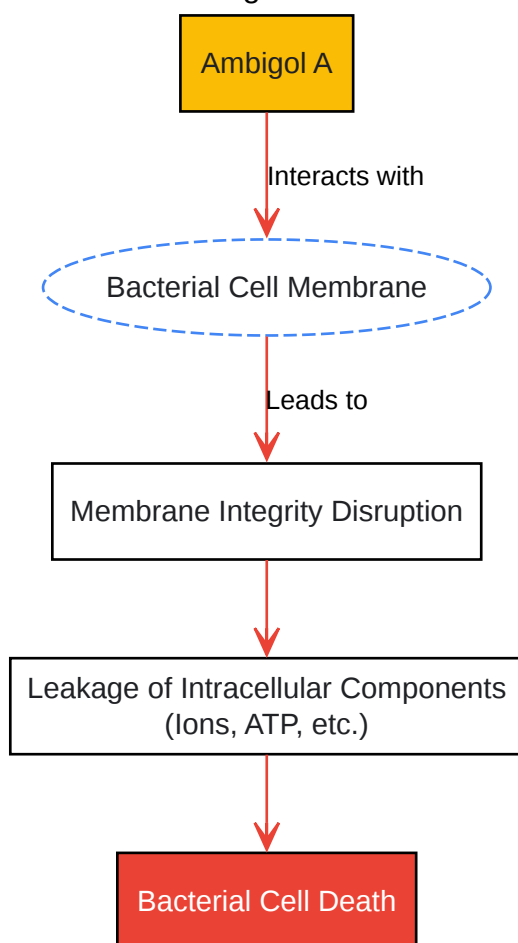 Ambigol A
Interacts with
Bacterial Cell Membrane
Leads to
Membrane Integrity Disruption
Leakage of Intracellular Components
(Ions, ATP, etc.)
Bacterial Cell Death